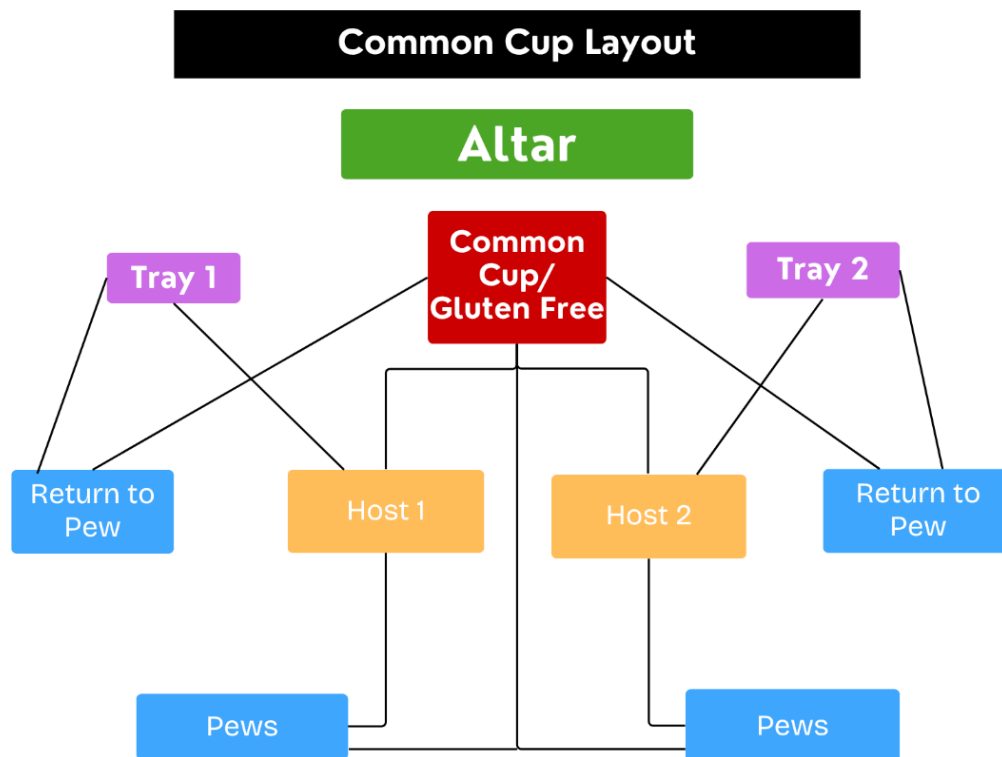 Common Cup Layout
Altar
Common
Cup/
Gluten Free
Tray 1
Tray 2
Return to
Pew
Host 1
Host 2
Return to
Pew
Pews
Pews